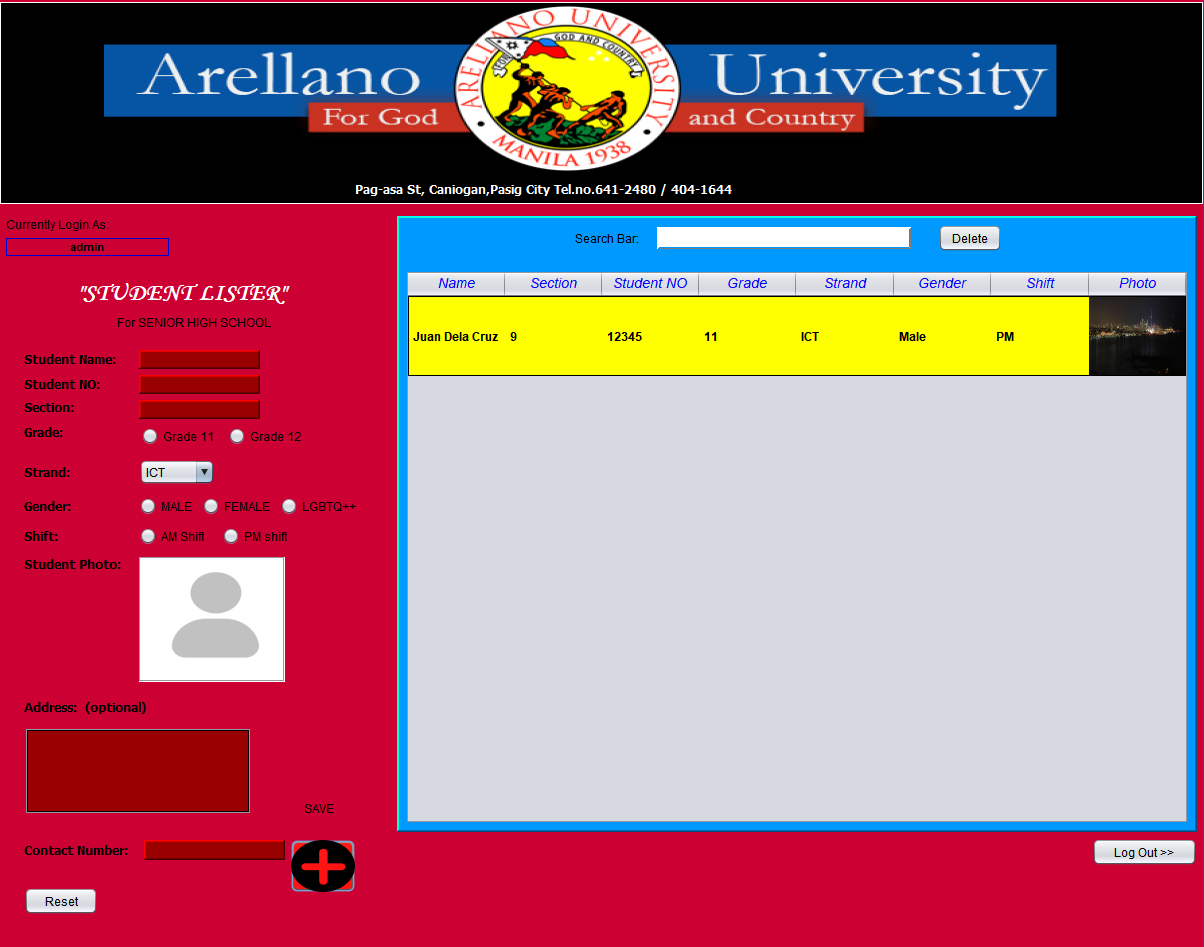 Arellano University
For God and Country
ARELLANO UNIVERSITY
FOR GOD AND COUNTRY
MANILA 1938
Pag-asa St, Caniogan,Pasig City Tel.no.641-2480 / 404-1644
Currently Login As:
admin
"STUDENT LISTER"
For SENIOR HIGH SCHOOL
Student Name:
Student NO:
Section:
Grade: Grade 11 Grade 12
Strand: ICT
Gender: MALE FEMALE LGBTQ++
Shift: AM Shift PM shift
Student Photo:
Address: (optional)
SAVE
Contact Number:
Reset
Search Bar: Delete
Name Section Student NO Grade Strand Gender Shift Photo
Juan Dela Cruz 9 12345 11 ICT Male PM
Log Out >>